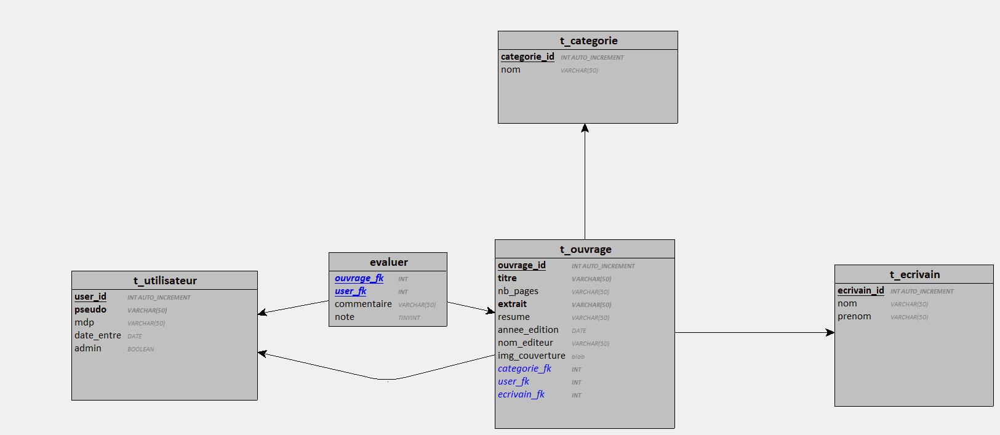 t_categorie
categorie_id INT AUTO_INCREMENT
nom VARCHAR(50)
t_utilisateur
user_id INT AUTO_INCREMENT
pseudo VARCHAR(50)
mdp VARCHAR(50)
date_entre DATE
admin BOOLEAN
evaluer
ouvrage_fk INT
user_fk INT
commentaire VARCHAR(50)
note TINYINT
t_ouvrage
ouvrage_id INT AUTO_INCREMENT
titre VARCHAR(50)
nb_pages VARCHAR(50)
extrait VARCHAR(50)
resume VARCHAR(50)
annee_edition DATE
nom_editeur VARCHAR(50)
img_couverture blob
categorie_fk INT
user_fk INT
ecrivain_fk INT
t_ecrivain
ecrivain_id INT AUTO_INCREMENT
nom VARCHAR(50)
prenom VARCHAR(50)